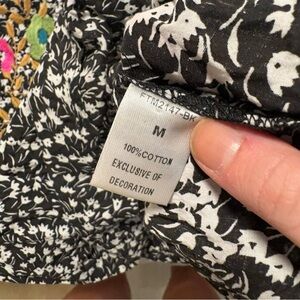 FTM2147-BK
M
100%COTTON
EXCLUSIVE OF
DECORATION